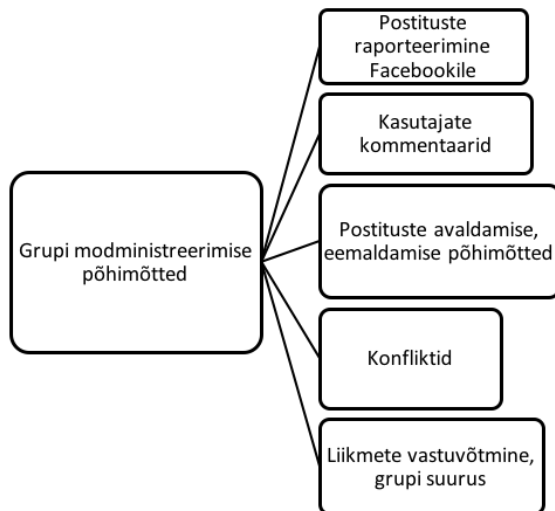 Postituste
raporteerimine
Facebookile
Kasutajate
kommentaarid
Grupi modministreerimise
põhimõtted
Postituste avaldamise,
eemaldamise põhimõtted
Konfliktid
Liikmete vastuvõtmine,
grupi suurus